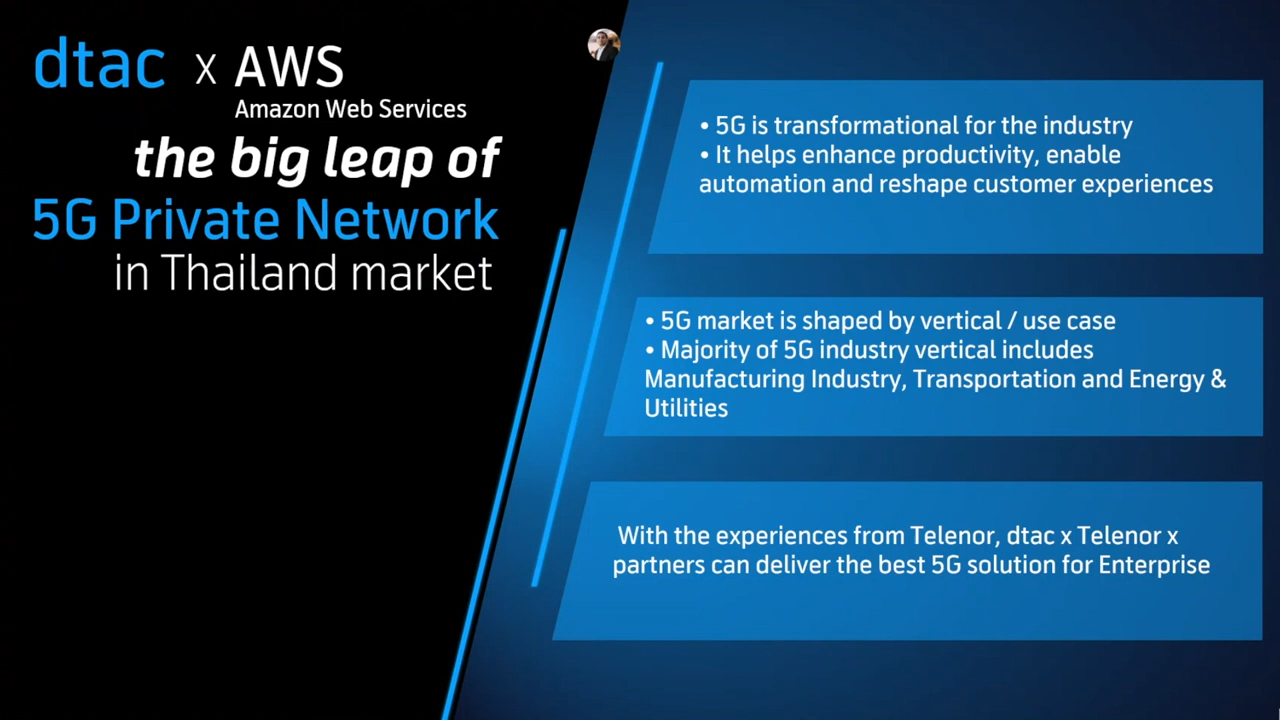 dtac x AWS
Amazon Web Services
the big leap of
5G Private Network
in Thailand market
• 5G is transformational for the industry
• It helps enhance productivity, enable
automation and reshape customer experiences
• 5G market is shaped by vertical / use case
• Majority of 5G industry vertical includes
Manufacturing Industry, Transportation and Energy &
Utilities
With the experiences from Telenor, dtac x Telenor x
partners can deliver the best 5G solution for Enterprise